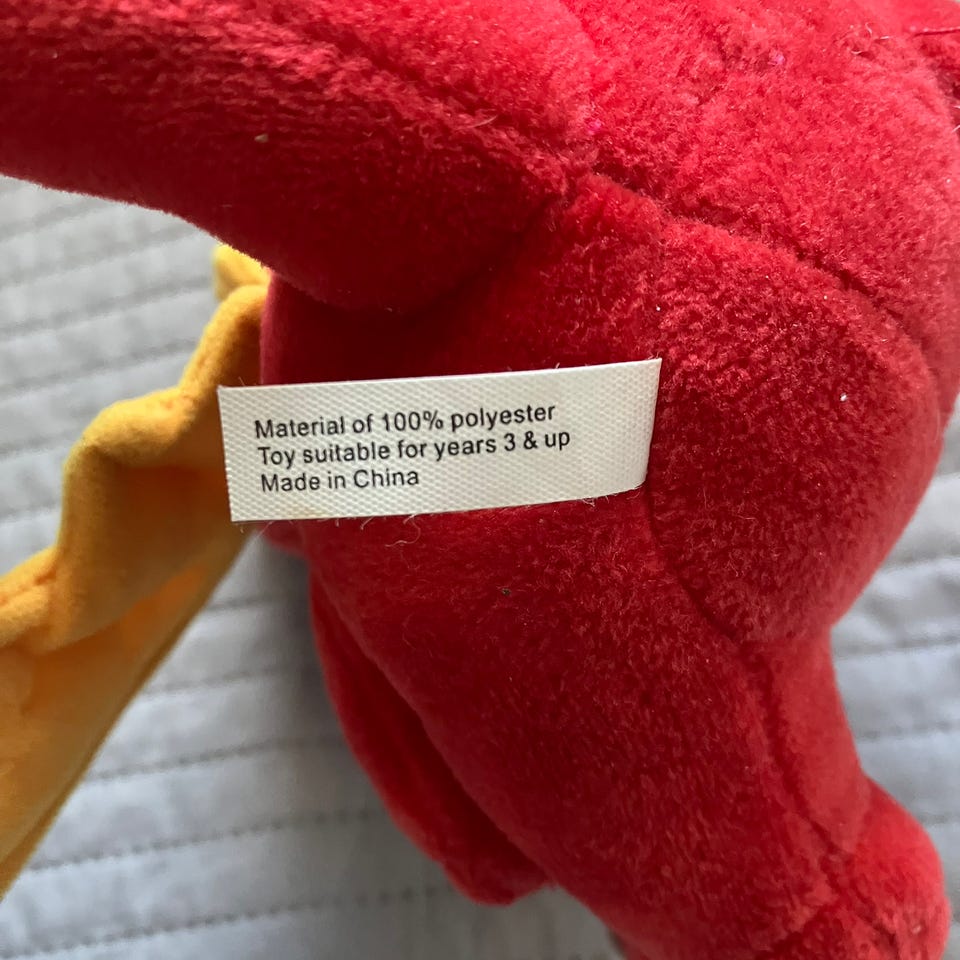 Material of 100% polyester
Toy suitable for years 3 & up
Made in China